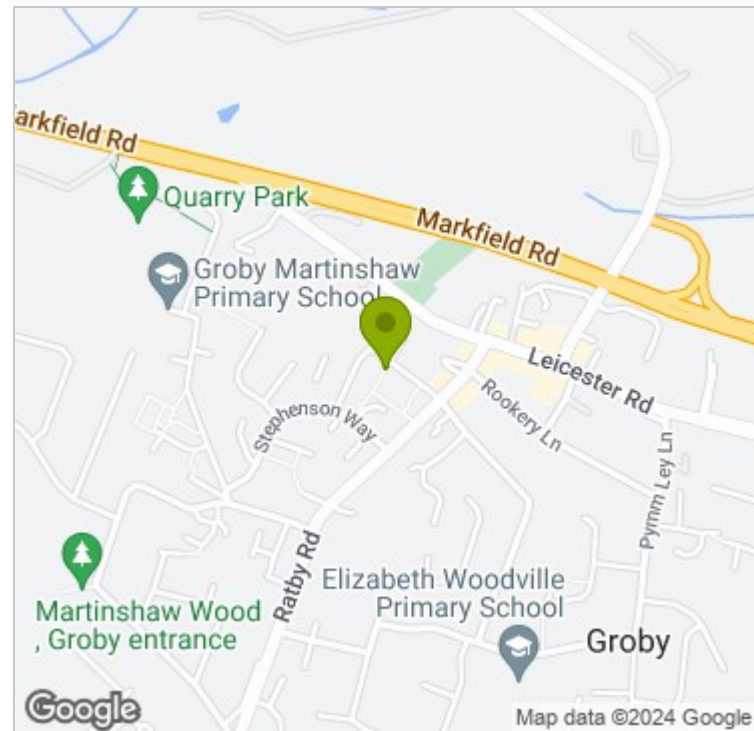 arkfield Rd
Quarry Park
Markfield Rd
Groby Martinshaw
Primary School
Leicester Rd
Rookery Ln
Stephenson Way
Pymm Ley Ln
Ratby Rd
Elizabeth Woodville
Primary School
Martinshaw Wood
, Groby entrance
Groby
Google
Map data ©2024 Google